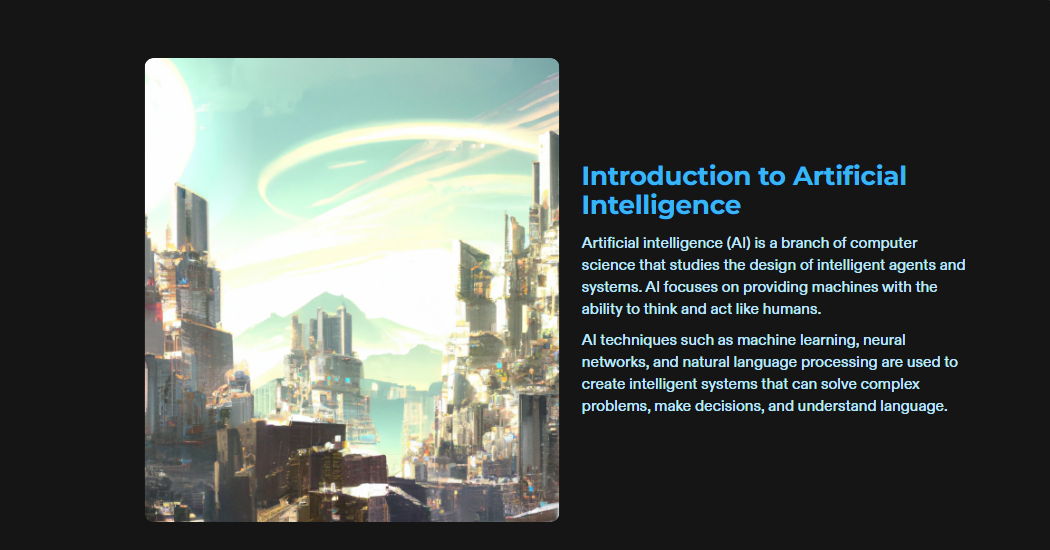 Introduction to Artificial
Intelligence
Artificial intelligence (AI) is a branch of computer
science that studies the design of intelligent agents and
systems. AI focuses on providing machines with the
ability to think and act like humans.
AI techniques such as machine learning, neural
networks, and natural language processing are used to
create intelligent systems that can solve complex
problems, make decisions, and understand language.